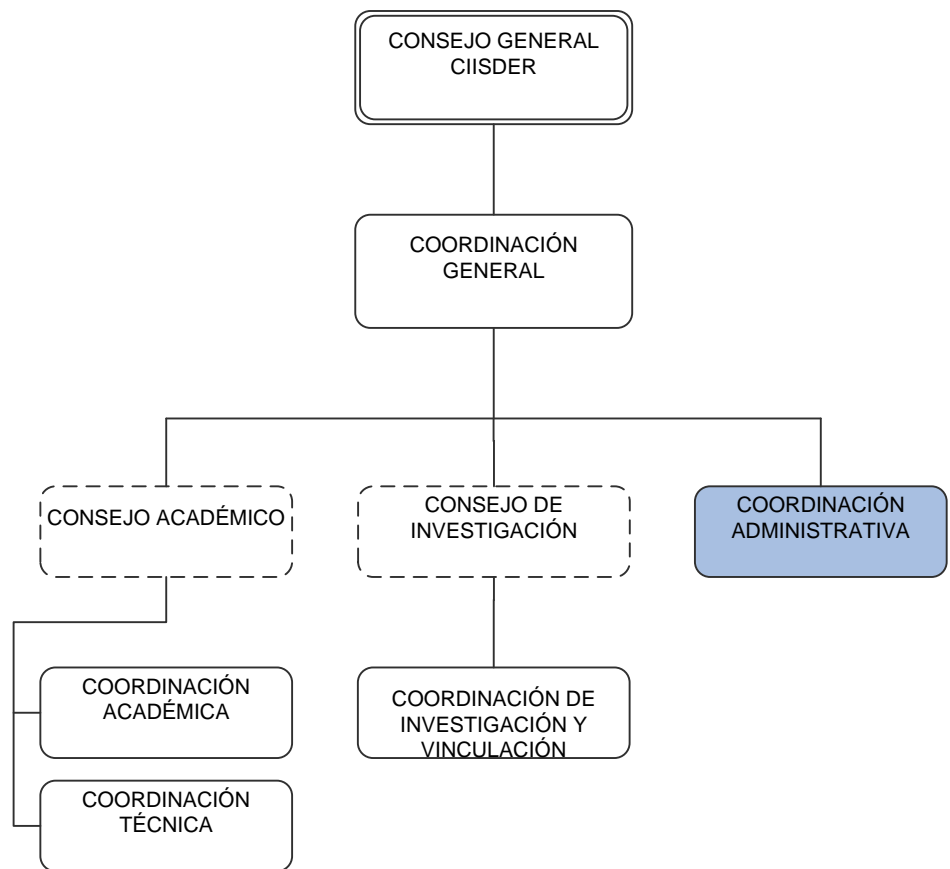 CONSEJO GENERAL
CIISDER
COORDINACIÓN
GENERAL
CONSEJO ACADÉMICO
CONSEJO DE
INVESTIGACIÓN
COORDINACIÓN
ADMINISTRATIVA
COORDINACIÓN
ACADÉMICA
COORDINACIÓN DE
INVESTIGACIÓN Y
VINCULACIÓN
COORDINACIÓN
TÉCNICA